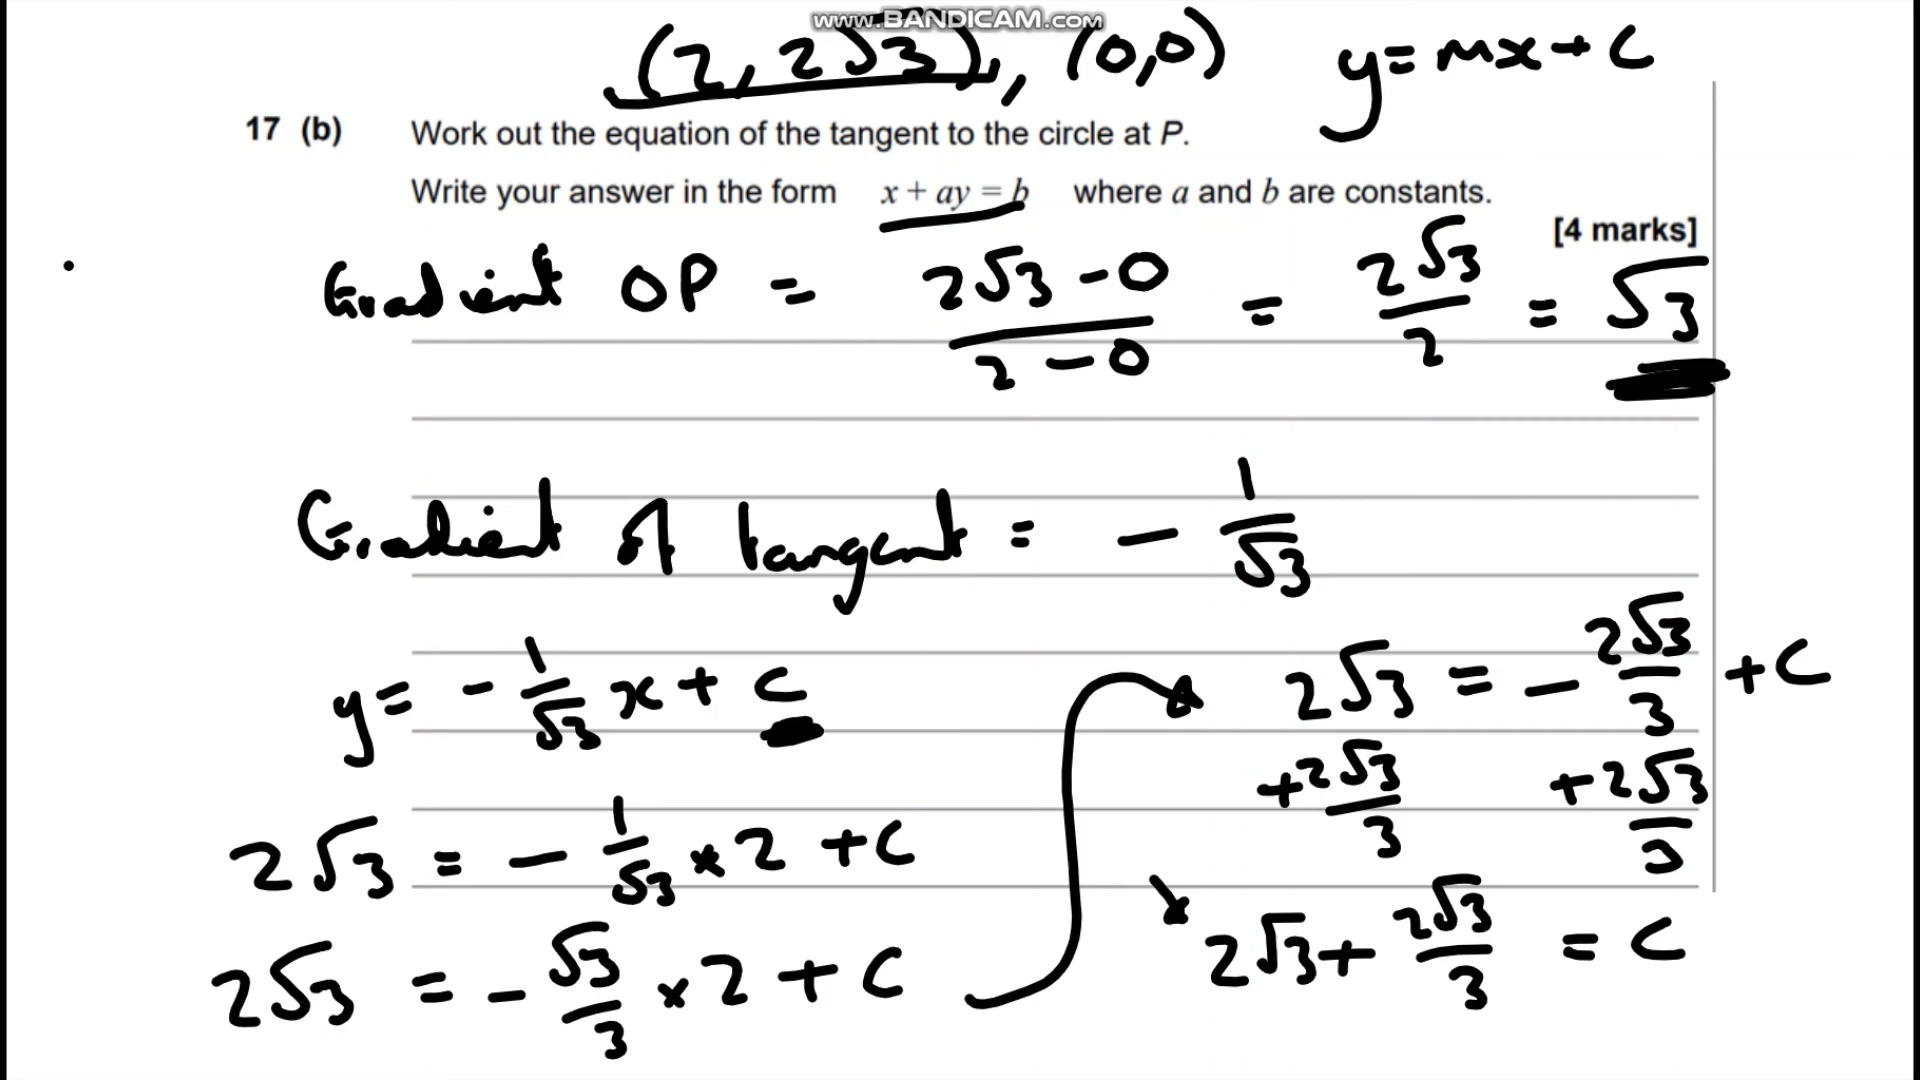 www.BANDICAM.com
(2, 2√3), (0,0) y = mx + c
17 (b) Work out the equation of the tangent to the circle at P.
Write your answer in the form x + ay = b where a and b are constants.
[4 marks]
Gradient OP = (2√3 - 0)/(2 - 0) = 2√3/2 = √3
Gradient of tangent = - 1/√3
y = - 1/√3 x + c
2√3 = - 1/√3 × 2 + c
2√3 = - √3/3 × 2 + c
2√3 = - 2√3/3 + c
+ 2√3/3 + 2√3/3
2√3 + 2√3/3 = c